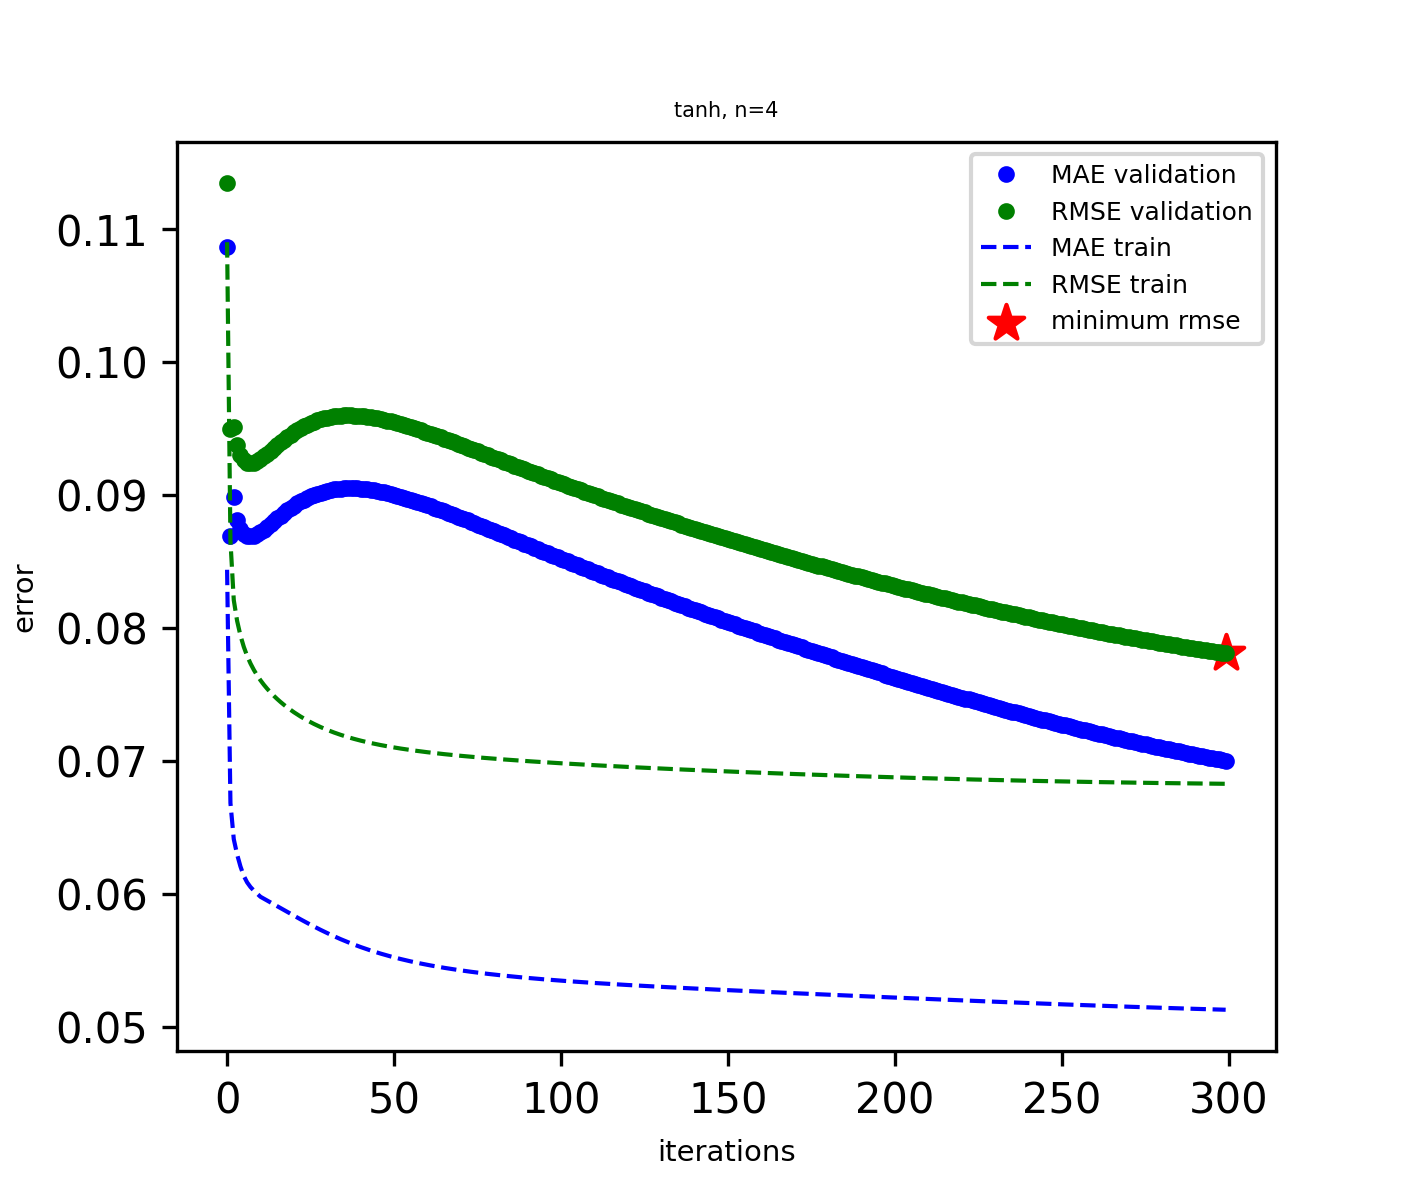 tanh, n=4
MAE validation
RMSE validation
MAE train
RMSE train
minimum rmse
0.11
0.10
0.09
0.08
0.07
0.06
0.05
error
0 50 100 150 200 250 300
iterations